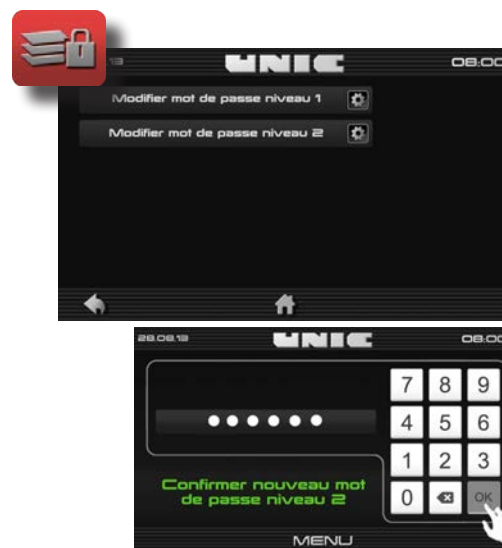 13 UNIC 08:00
Modifier mot de passe niveau 1
Modifier mot de passe niveau 2
28.08.13 UNIC 08:00
7 8 9
4 5 6
1 2 3
0 OK
Confirmer nouveau mot
de passe niveau 2
MENU